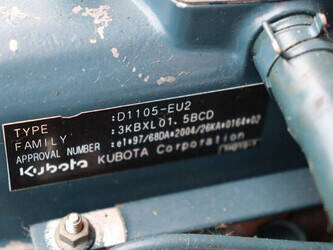 TYPE :D1105-EU2
FAMILY :3KBXL01.5BCD
APPROVAL NUMBER :e1*97/68DA*2004/26KA*0164*02
Kubota KUBOTA Corporation